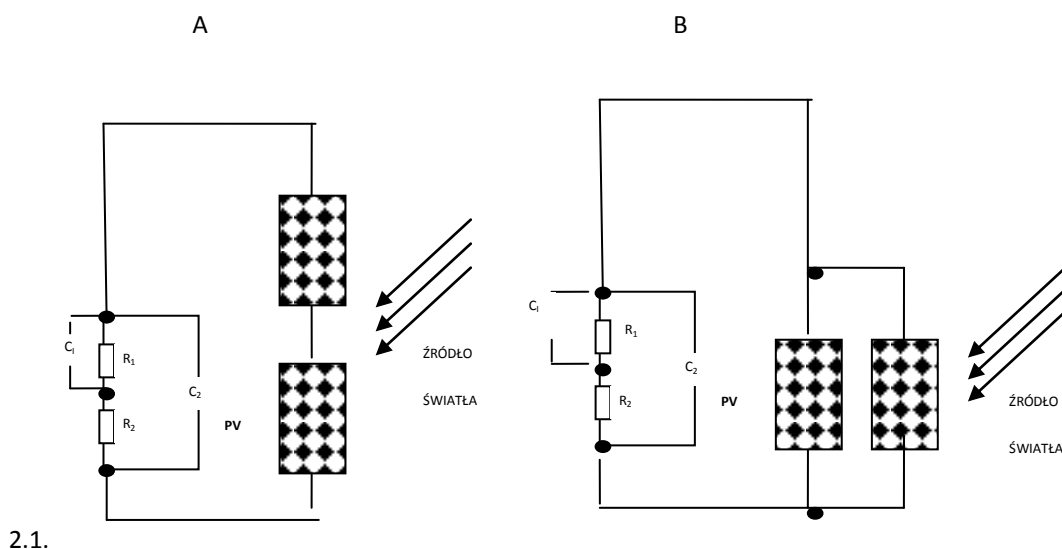 A
B
C₁
R₁
R₂
C₂
PV
ŹRÓDŁO
ŚWIATŁA
C₁
R₁
R₂
C₂
PV
ŹRÓDŁO
ŚWIATŁA
2.1.